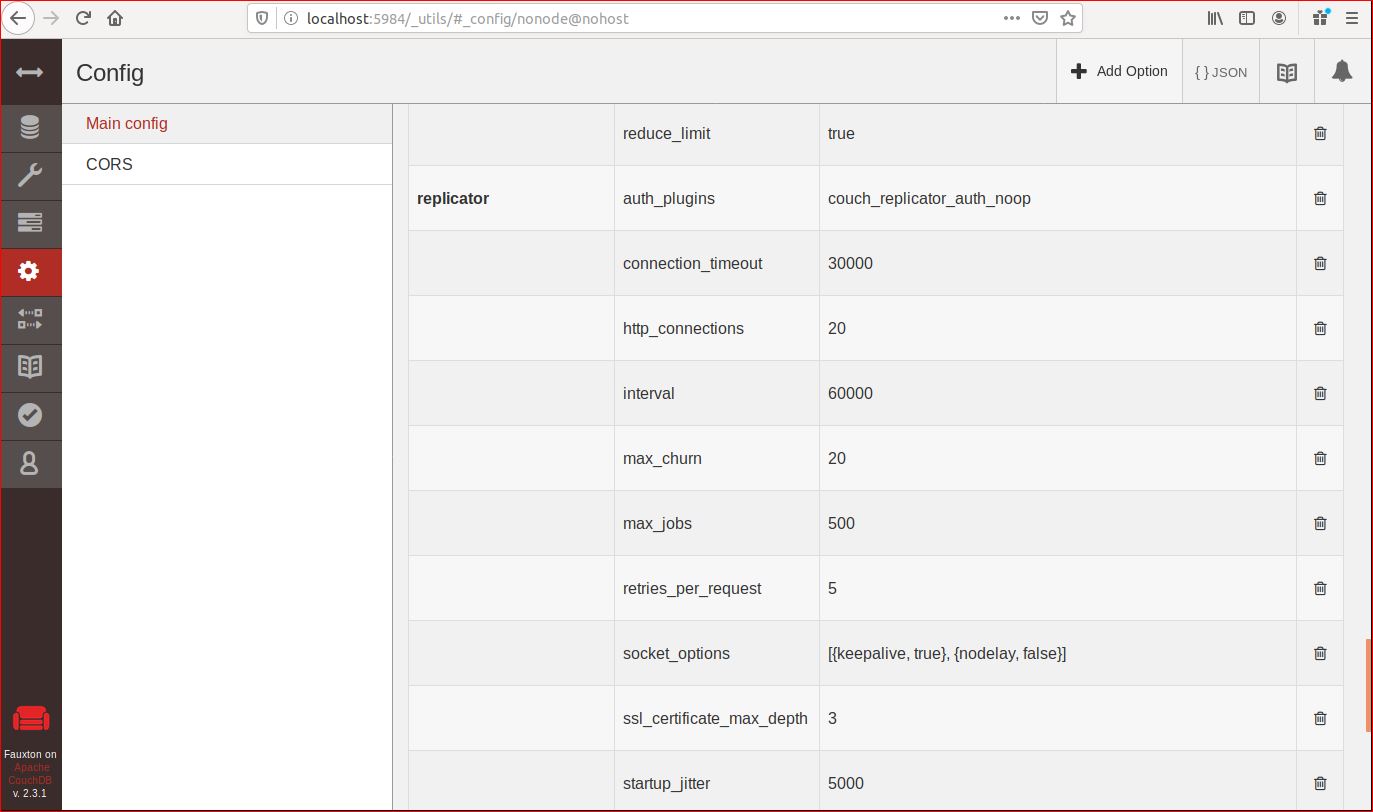 localhost:5984/_utils/#_config/nonode@nohost
Config
Add Option
{ } JSON
Main config
CORS
reduce_limit true
replicator auth_plugins couch_replicator_auth_noop
connection_timeout 30000
http_connections 20
interval 60000
max_churn 20
max_jobs 500
retries_per_request 5
socket_options [{keepalive, true}, {nodelay, false}]
ssl_certificate_max_depth 3
startup_jitter 5000
Fauxton on
Apache
CouchDB
v. 2.3.1